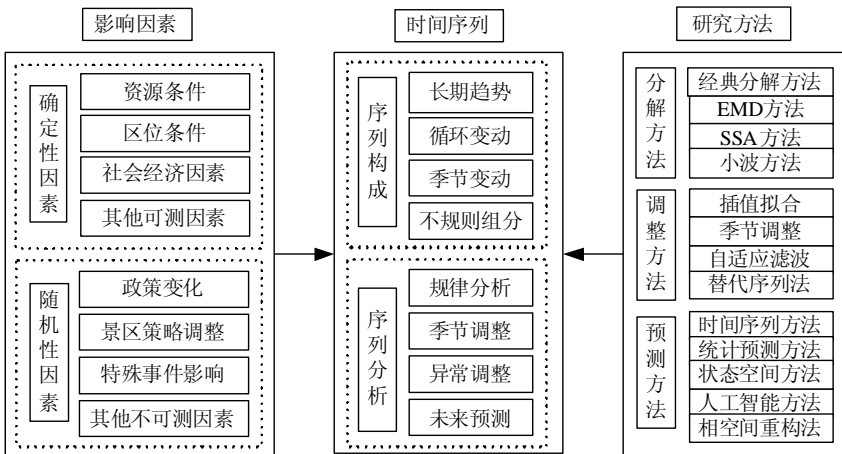 影响因素
确定性因素
资源条件
区位条件
社会经济因素
其他可测因素
随机性因素
政策变化
景区策略调整
特殊事件影响
其他不可测因素
时间序列
序列构成
长期趋势
循环变动
季节变动
不规则组分
序列分析
规律分析
季节调整
异常调整
未来预测
研究方法
分解方法
经典分解方法
EMD方法
SSA方法
小波方法
调整方法
插值拟合
季节调整
自适应滤波
替代序列法
预测方法
时间序列方法
统计预测方法
状态空间方法
人工智能方法
相空间重构法